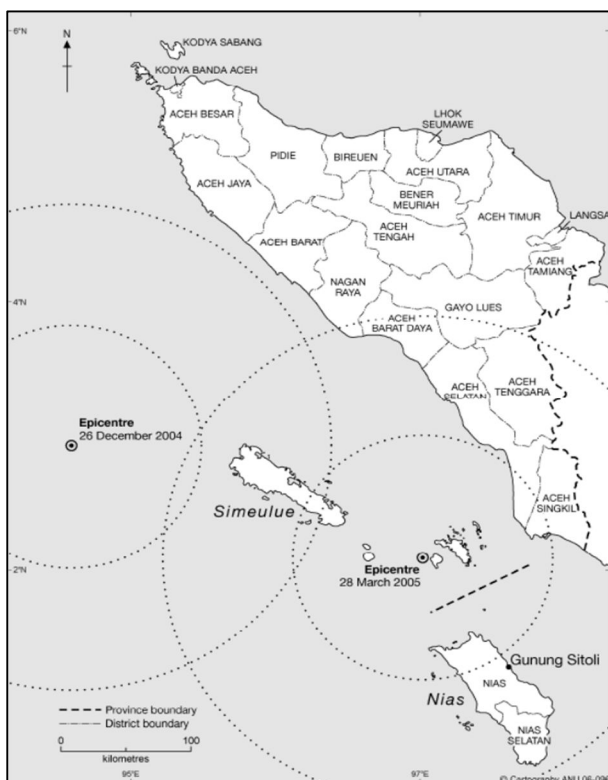 6°N
N
KODYA SABANG
KODYA BANDA ACEH
ACEH BESAR
LHOK
SEUMAWE
PIDIE
BIREUEN
ACEH UTARA
ACEH JAYA
BENER
MEURIAH
ACEH TIMUR
LANGSA
ACEH BARAT
ACEH
TENGAH
ACEH
TAMIANG
NAGAN
RAYA
4°N
GAYO LUES
ACEH
BARAT DAYA
ACEH
SELATAN
ACEH
TENGGARA
Epicentre
26 December 2004
ACEH
SINGKIL
Simeulue
2°N
Epicentre
28 March 2005
Gunung Sitoli
NIAS
Nias
NIAS
SELATAN
Province boundary
District boundary
0 100
kilometres
95°E
97°E
© Cartography ANU 06-096